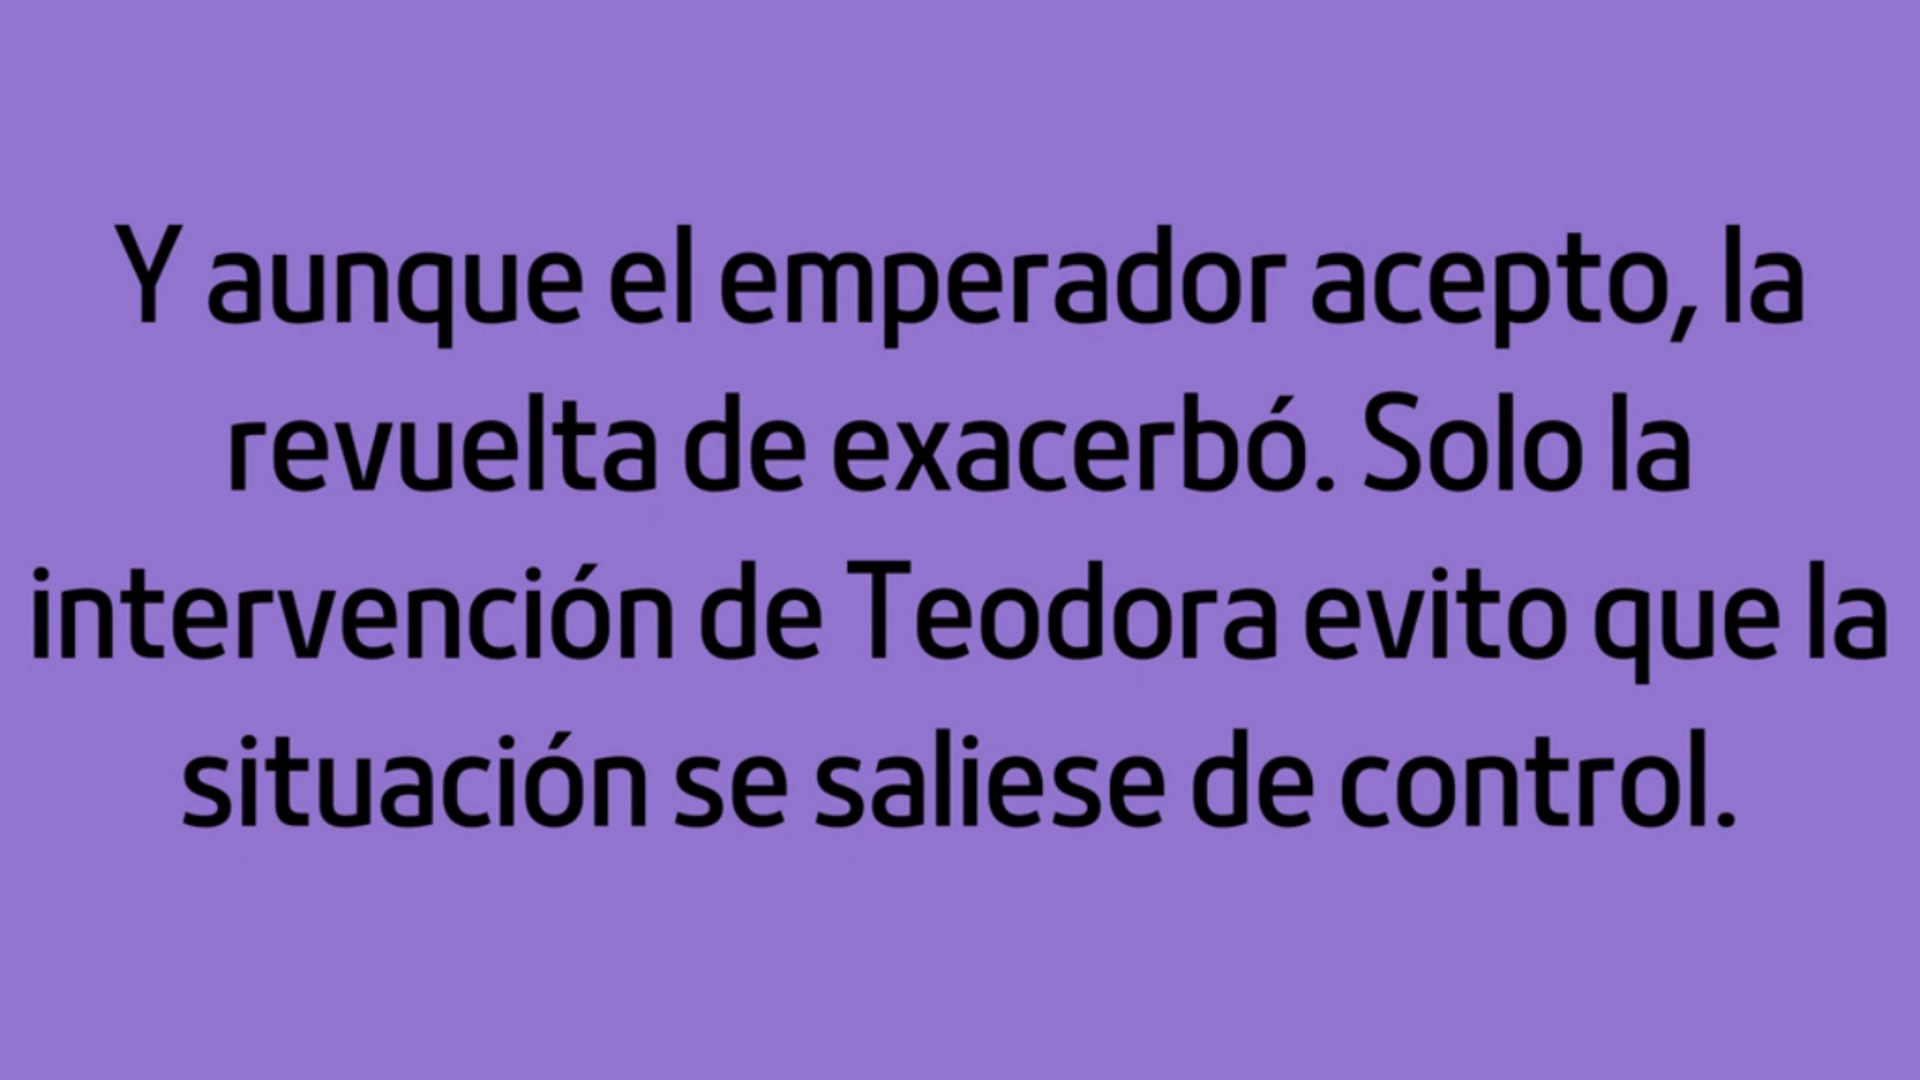 Y aunque el emperador acepto, la
revuelta de exacerbó. Solo la
intervención de Teodora evito que la
situación se saliese de control.